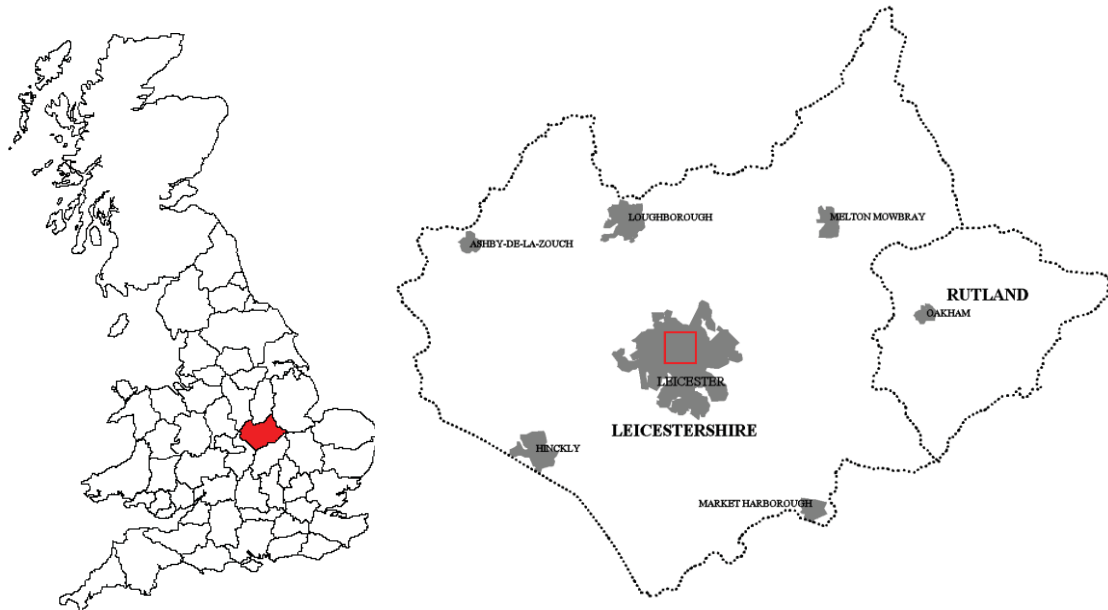 LOUGHBOROUGH
MELTON MOWBRAY
ASHBY-DE-LA-ZOUCH
RUTLAND
OAKHAM
LEICESTER
LEICESTERSHIRE
HINCKLY
MARKET HARBOROUGH